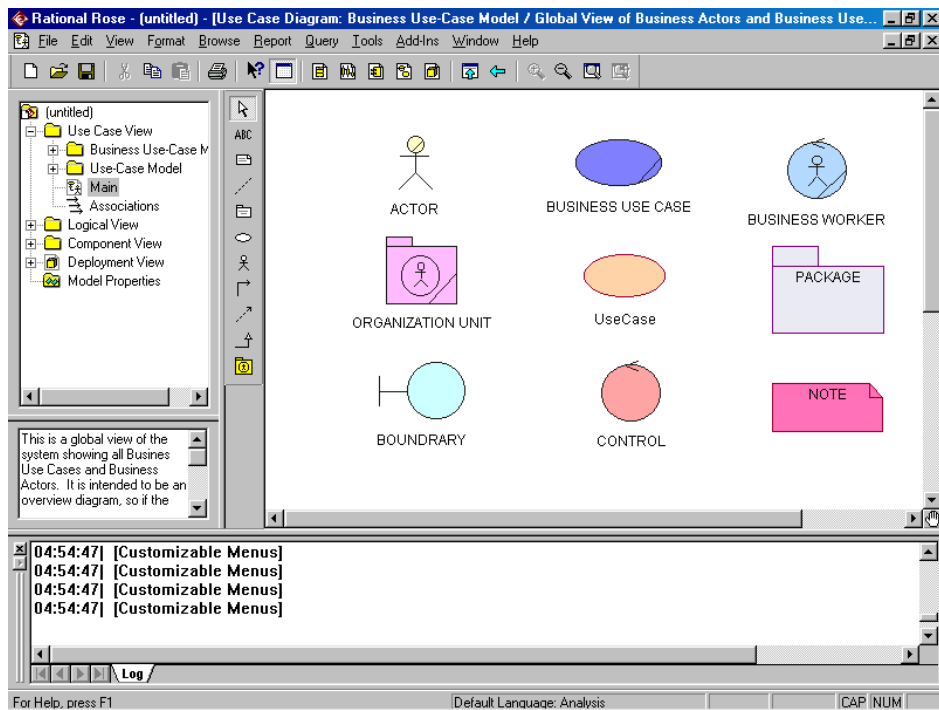 Rational Rose - (untitled) - [Use Case Diagram: Business Use-Case Model / Global View of Business Actors and Business Use...
File Edit View Format Browse Report Query Tools Add-Ins Window Help
ABC
(untitled)
Use Case View
Business Use-Case M
Use-Case Model
Main
Associations
Logical View
Component View
Deployment View
Model Properties
ACTOR
BUSINESS USE CASE
BUSINESS WORKER
ORGANIZATION UNIT
UseCase
PACKAGE
BOUNDRARY
CONTROL
NOTE
This is a global view of the
system showing all Busines
Use Cases and Business
Actors. It is intended to be an
overview diagram, so if the
04:54:47| [Customizable Menus]
04:54:47| [Customizable Menus]
04:54:47| [Customizable Menus]
04:54:47| [Customizable Menus]
Log
For Help, press F1
Default Language: Analysis
CAP NUM